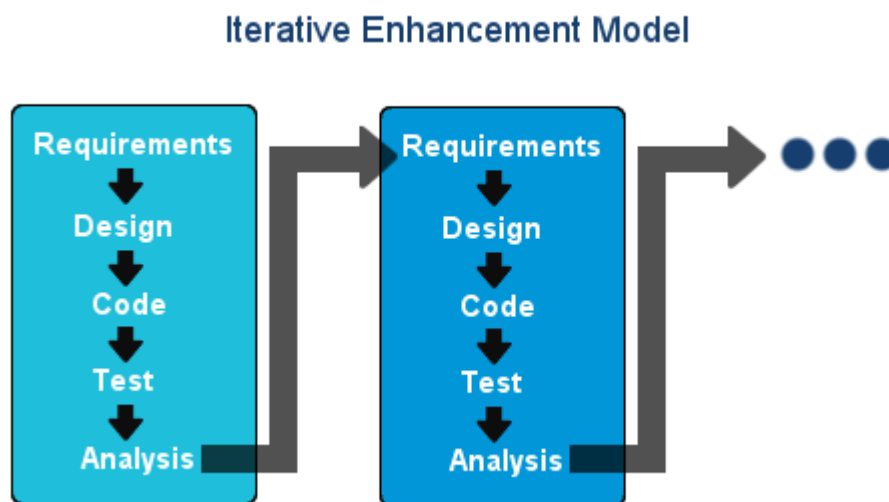 Iterative Enhancement Model
Requirements
Design
Code
Test
Analysis
Requirements
Design
Code
Test
Analysis